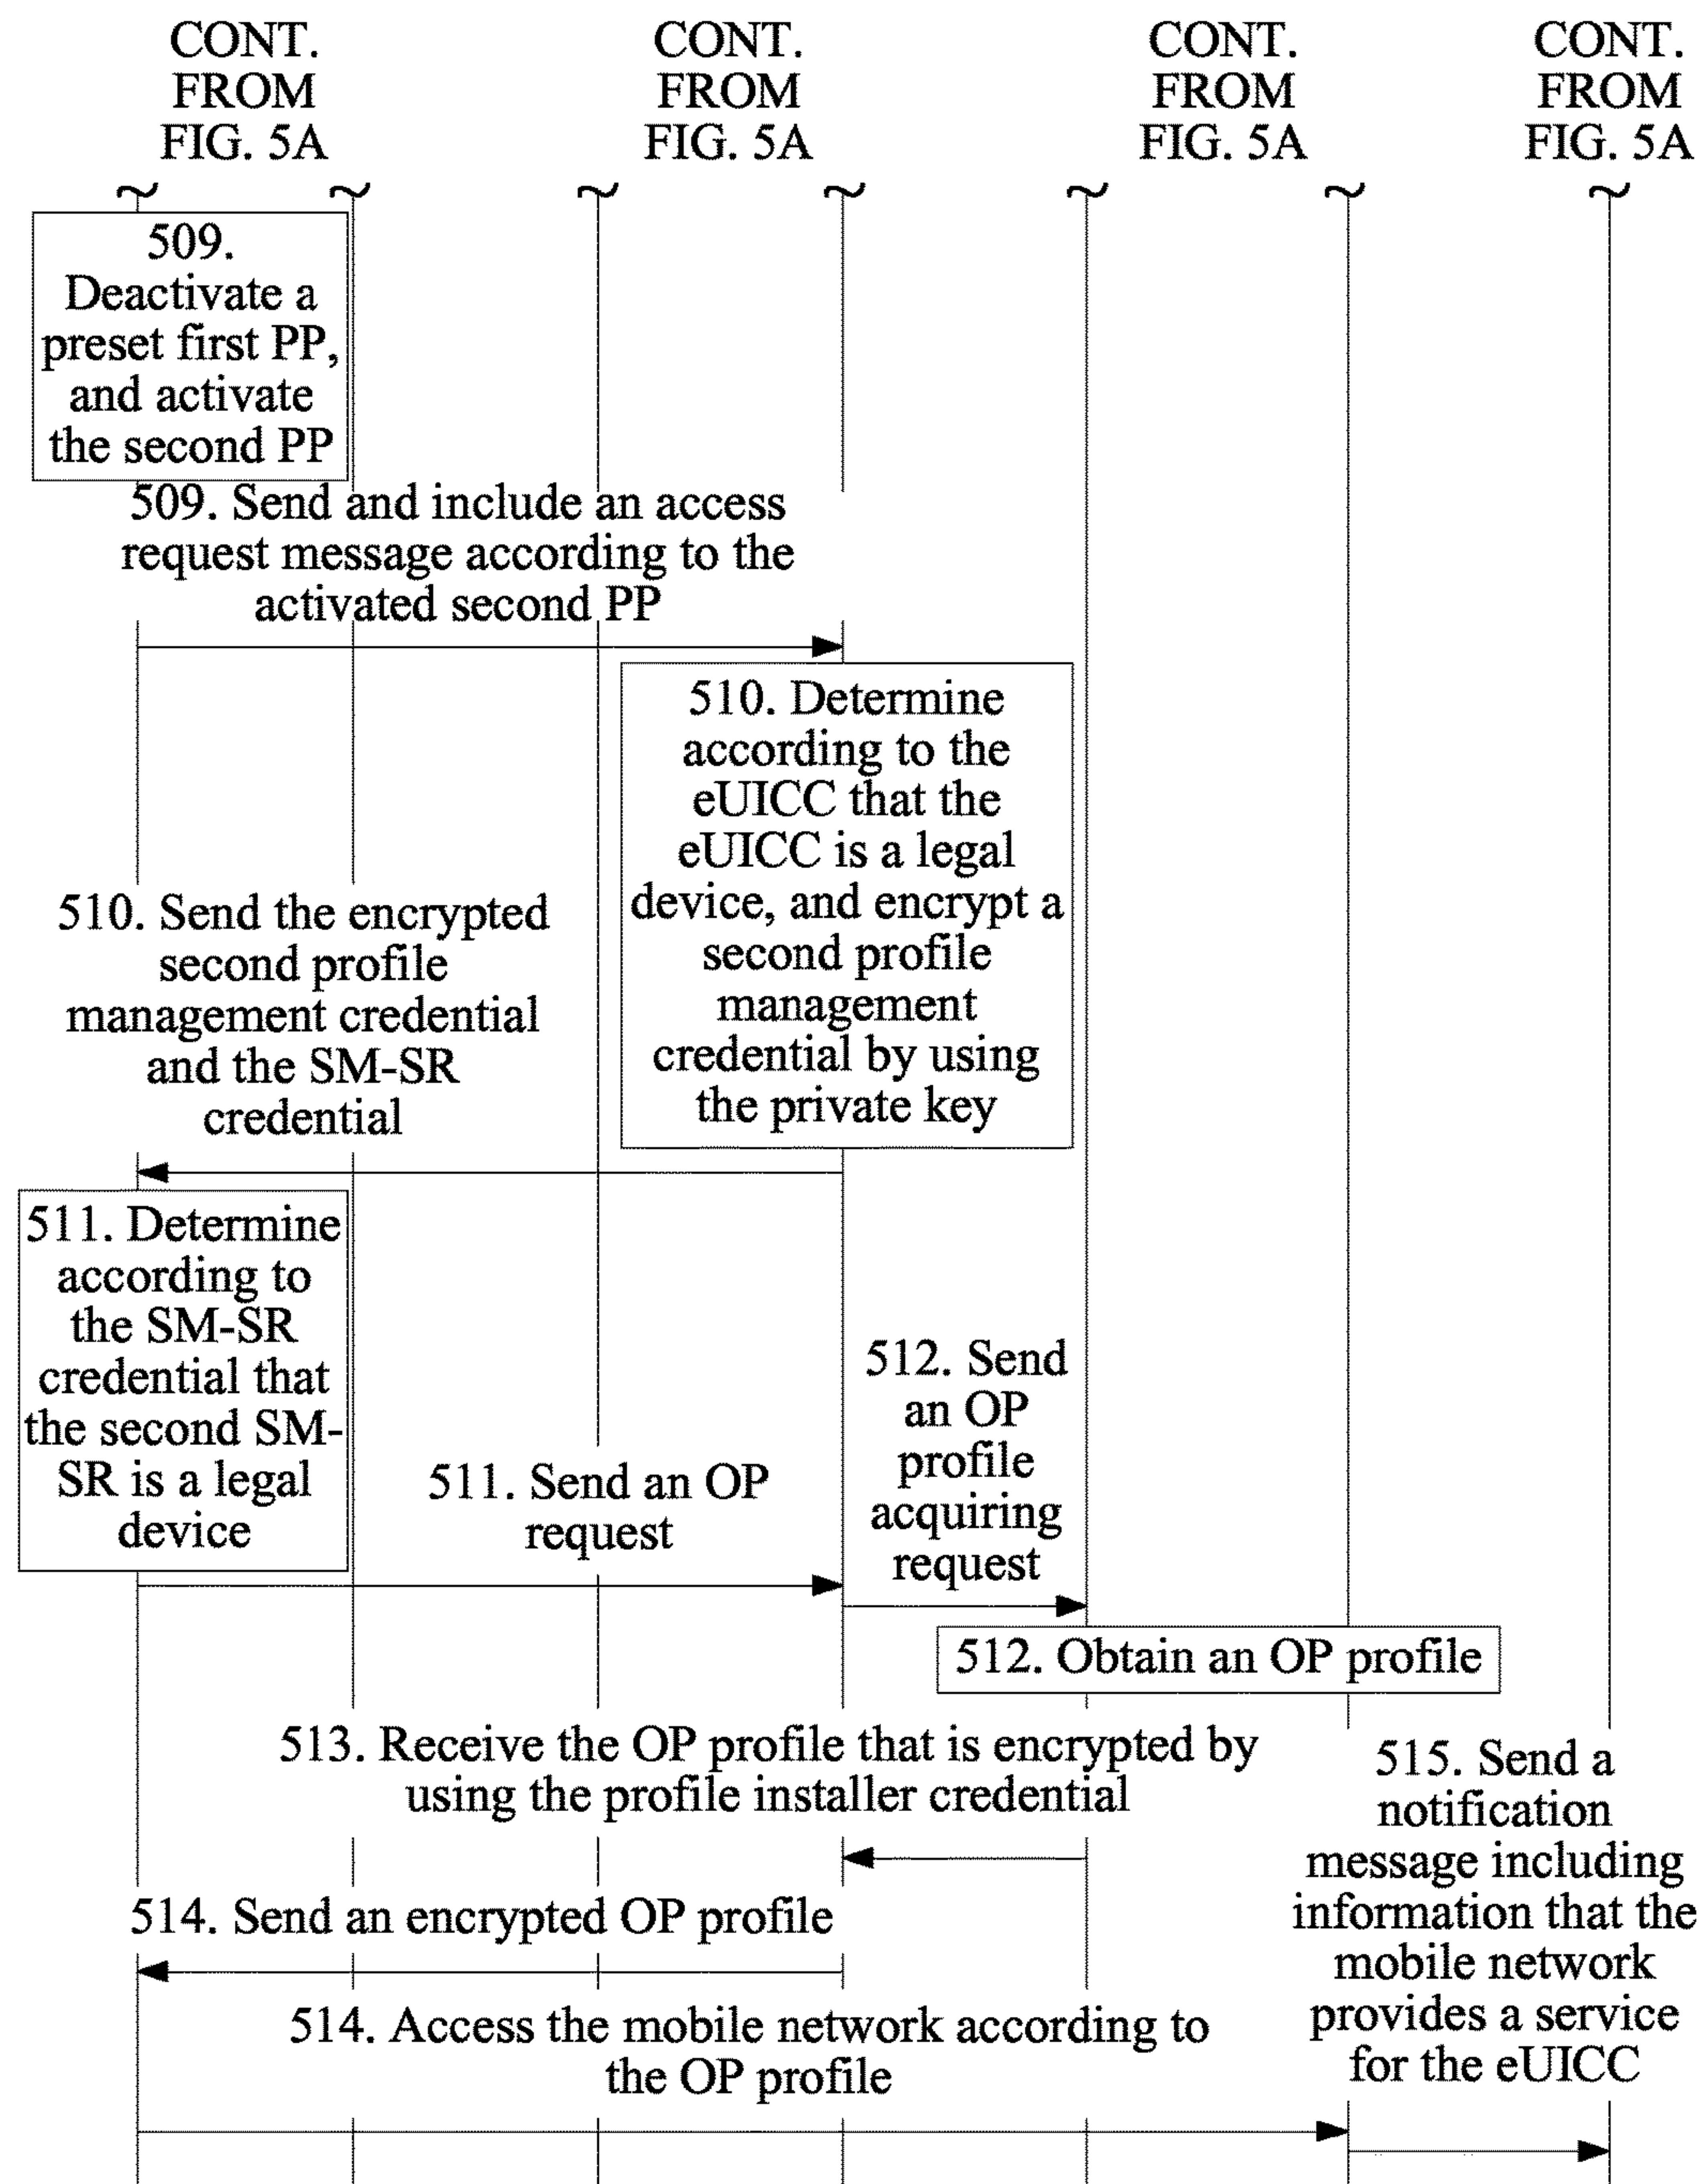 CONT.
FROM
FIG. 5A
CONT.
FROM
FIG. 5A
CONT.
FROM
FIG. 5A
CONT.
FROM
FIG. 5A
509.
Deactivate a
preset first PP,
and activate
the second PP
509. Send and include an access
request message according to the
activated second PP
510. Determine
according to the
eUICC that the
eUICC is a legal
device, and encrypt a
second profile
management
credential by using
the private key
510. Send the encrypted
second profile
management credential
and the SM-SR
credential
511. Determine
according to
the SM-SR
credential that
the second SM-
SR is a legal
device
511. Send an OP
request
512. Send
an OP
profile
acquiring
request
512. Obtain an OP profile
513. Receive the OP profile that is encrypted by
using the profile installer credential
514. Send an encrypted OP profile
514. Access the mobile network according to
the OP profile
515. Send a
notification
message including
information that the
mobile network
provides a service
for the eUICC